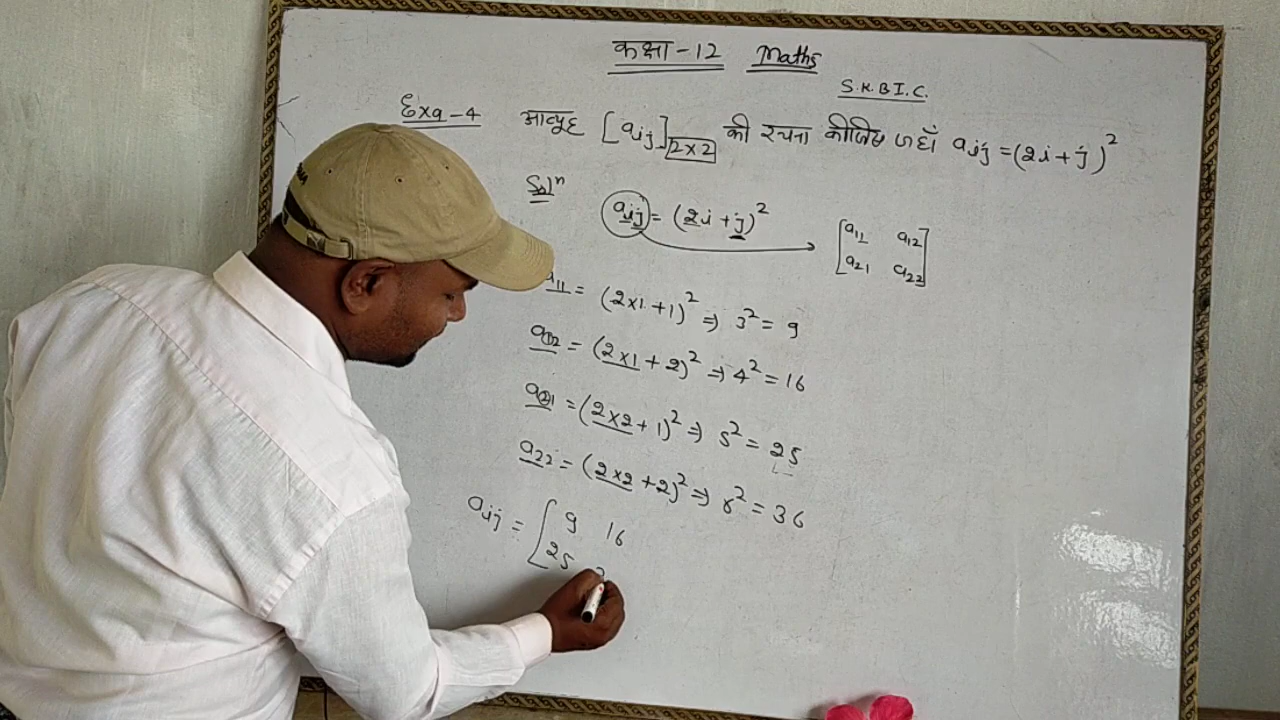 कक्षा - 12 Maths
S.K.B.I.C.
Exa - 4 आव्यूह [aij]2×2 की रचना कीजिए जहाँ aij = (2i + j)²
Solⁿ
aij = (2i + j)²
[a11 a12
a21 a22]
a11 = (2×1 + 1)² ⇒ 3² = 9
a12 = (2×1 + 2)² ⇒ 4² = 16
a21 = (2×2 + 1)² ⇒ 5² = 25
a22 = (2×2 + 2)² ⇒ 6² = 36
aij = [9 16
25